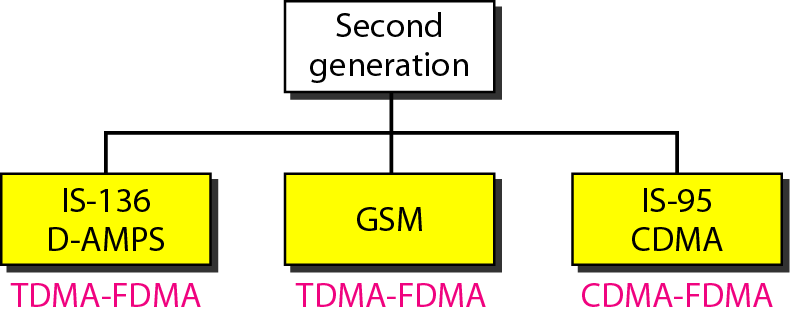 Second
generation
IS-136
D-AMPS
GSM
IS-95
CDMA
TDMA-FDMA
TDMA-FDMA
CDMA-FDMA